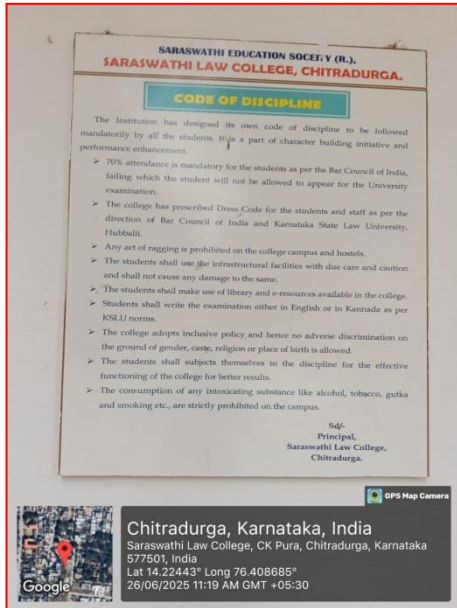 SARASWATHI EDUCATION SOCETY (R.),
SARASWATHI LAW COLLEGE, CHITRADURGA.
CODE OF DISCIPLINE
The Institution has designed its own code of discipline to be followed
mandatorily by all the students. It is a part of character building initiative and
performance enhancement.
➢ 70% attendance is mandatory for the students as per the Bar Council of India,
failing which the student will not be allowed to appear for the University
examination.
➢ The college has prescribed Dress Code for the students and staff as per the
direction of Bar Council of India and Karnataka State Law University,
Hubballi.
➢ Any act of ragging is prohibited on the college campus and hostels.
➢ The students shall use the infrastructural facilities with due care and caution
and shall not cause any damage to the same.
➢ The students shall make use of library and e-resources available in the college.
➢ Students shall write the examination either in English or in Kannada as per
KSLU norms.
➢ The college adopts inclusive policy and hence no adverse discrimination on
the ground of gender, caste, religion or place of birth is allowed.
➢ The students shall subjects themselves to the discipline for the effective
functioning of the college for better results.
➢ The consumption of any intoxicating substance like alcohol, tobacco, gutka
and smoking etc., are strictly prohibited on the campus.
Sd/-
Principal,
Saraswathi Law College,
Chitradurga.
GPS Map Camera
Chitradurga, Karnataka, India
Saraswathi Law College, CK Pura, Chitradurga, Karnataka
577501, India
Lat 14.22443° Long 76.408685°
26/06/2025 11:19 AM GMT +05:30
Google